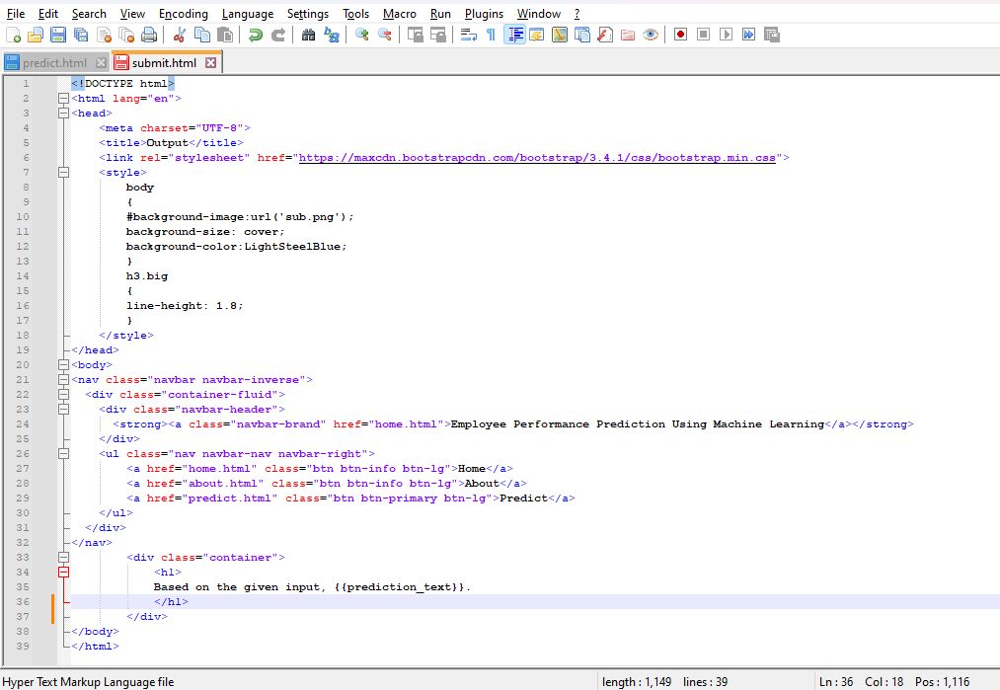 File Edit Search View Encoding Language Settings Tools Macro Run Plugins Window ?
predict.html submit.html
1 <!DOCTYPE html>
2 <html lang="en">
3 <head>
4 <meta charset="UTF-8">
5 <title>Output</title>
6 <link rel="stylesheet" href="https://maxcdn.bootstrapcdn.com/bootstrap/3.4.1/css/bootstrap.min.css">
7 <style>
8 body
9 {
10 #background-image:url('sub.png');
11 background-size: cover;
12 background-color:LightSteelBlue;
13 }
14 h3.big
15 {
16 line-height: 1.8;
17 }
18 </style>
19 </head>
20 <body>
21 <nav class="navbar navbar-inverse">
22 <div class="container-fluid">
23 <div class="navbar-header">
24 <strong><a class="navbar-brand" href="home.html">Employee Performance Prediction Using Machine Learning</a></strong>
25 </div>
26 <ul class="nav navbar-nav navbar-right">
27 <a href="home.html" class="btn btn-info btn-lg">Home</a>
28 <a href="about.html" class="btn btn-info btn-lg">About</a>
29 <a href="predict.html" class="btn btn-primary btn-lg">Predict</a>
30 </ul>
31 </div>
32 </nav>
33 <div class="container">
34 <h1>
35 Based on the given input, {{prediction_text}}.
36 </h1>
37 </div>
38 </body>
39 </html>
Hyper Text Markup Language file length : 1,149 lines : 39 Ln : 36 Col : 18 Pos : 1,116